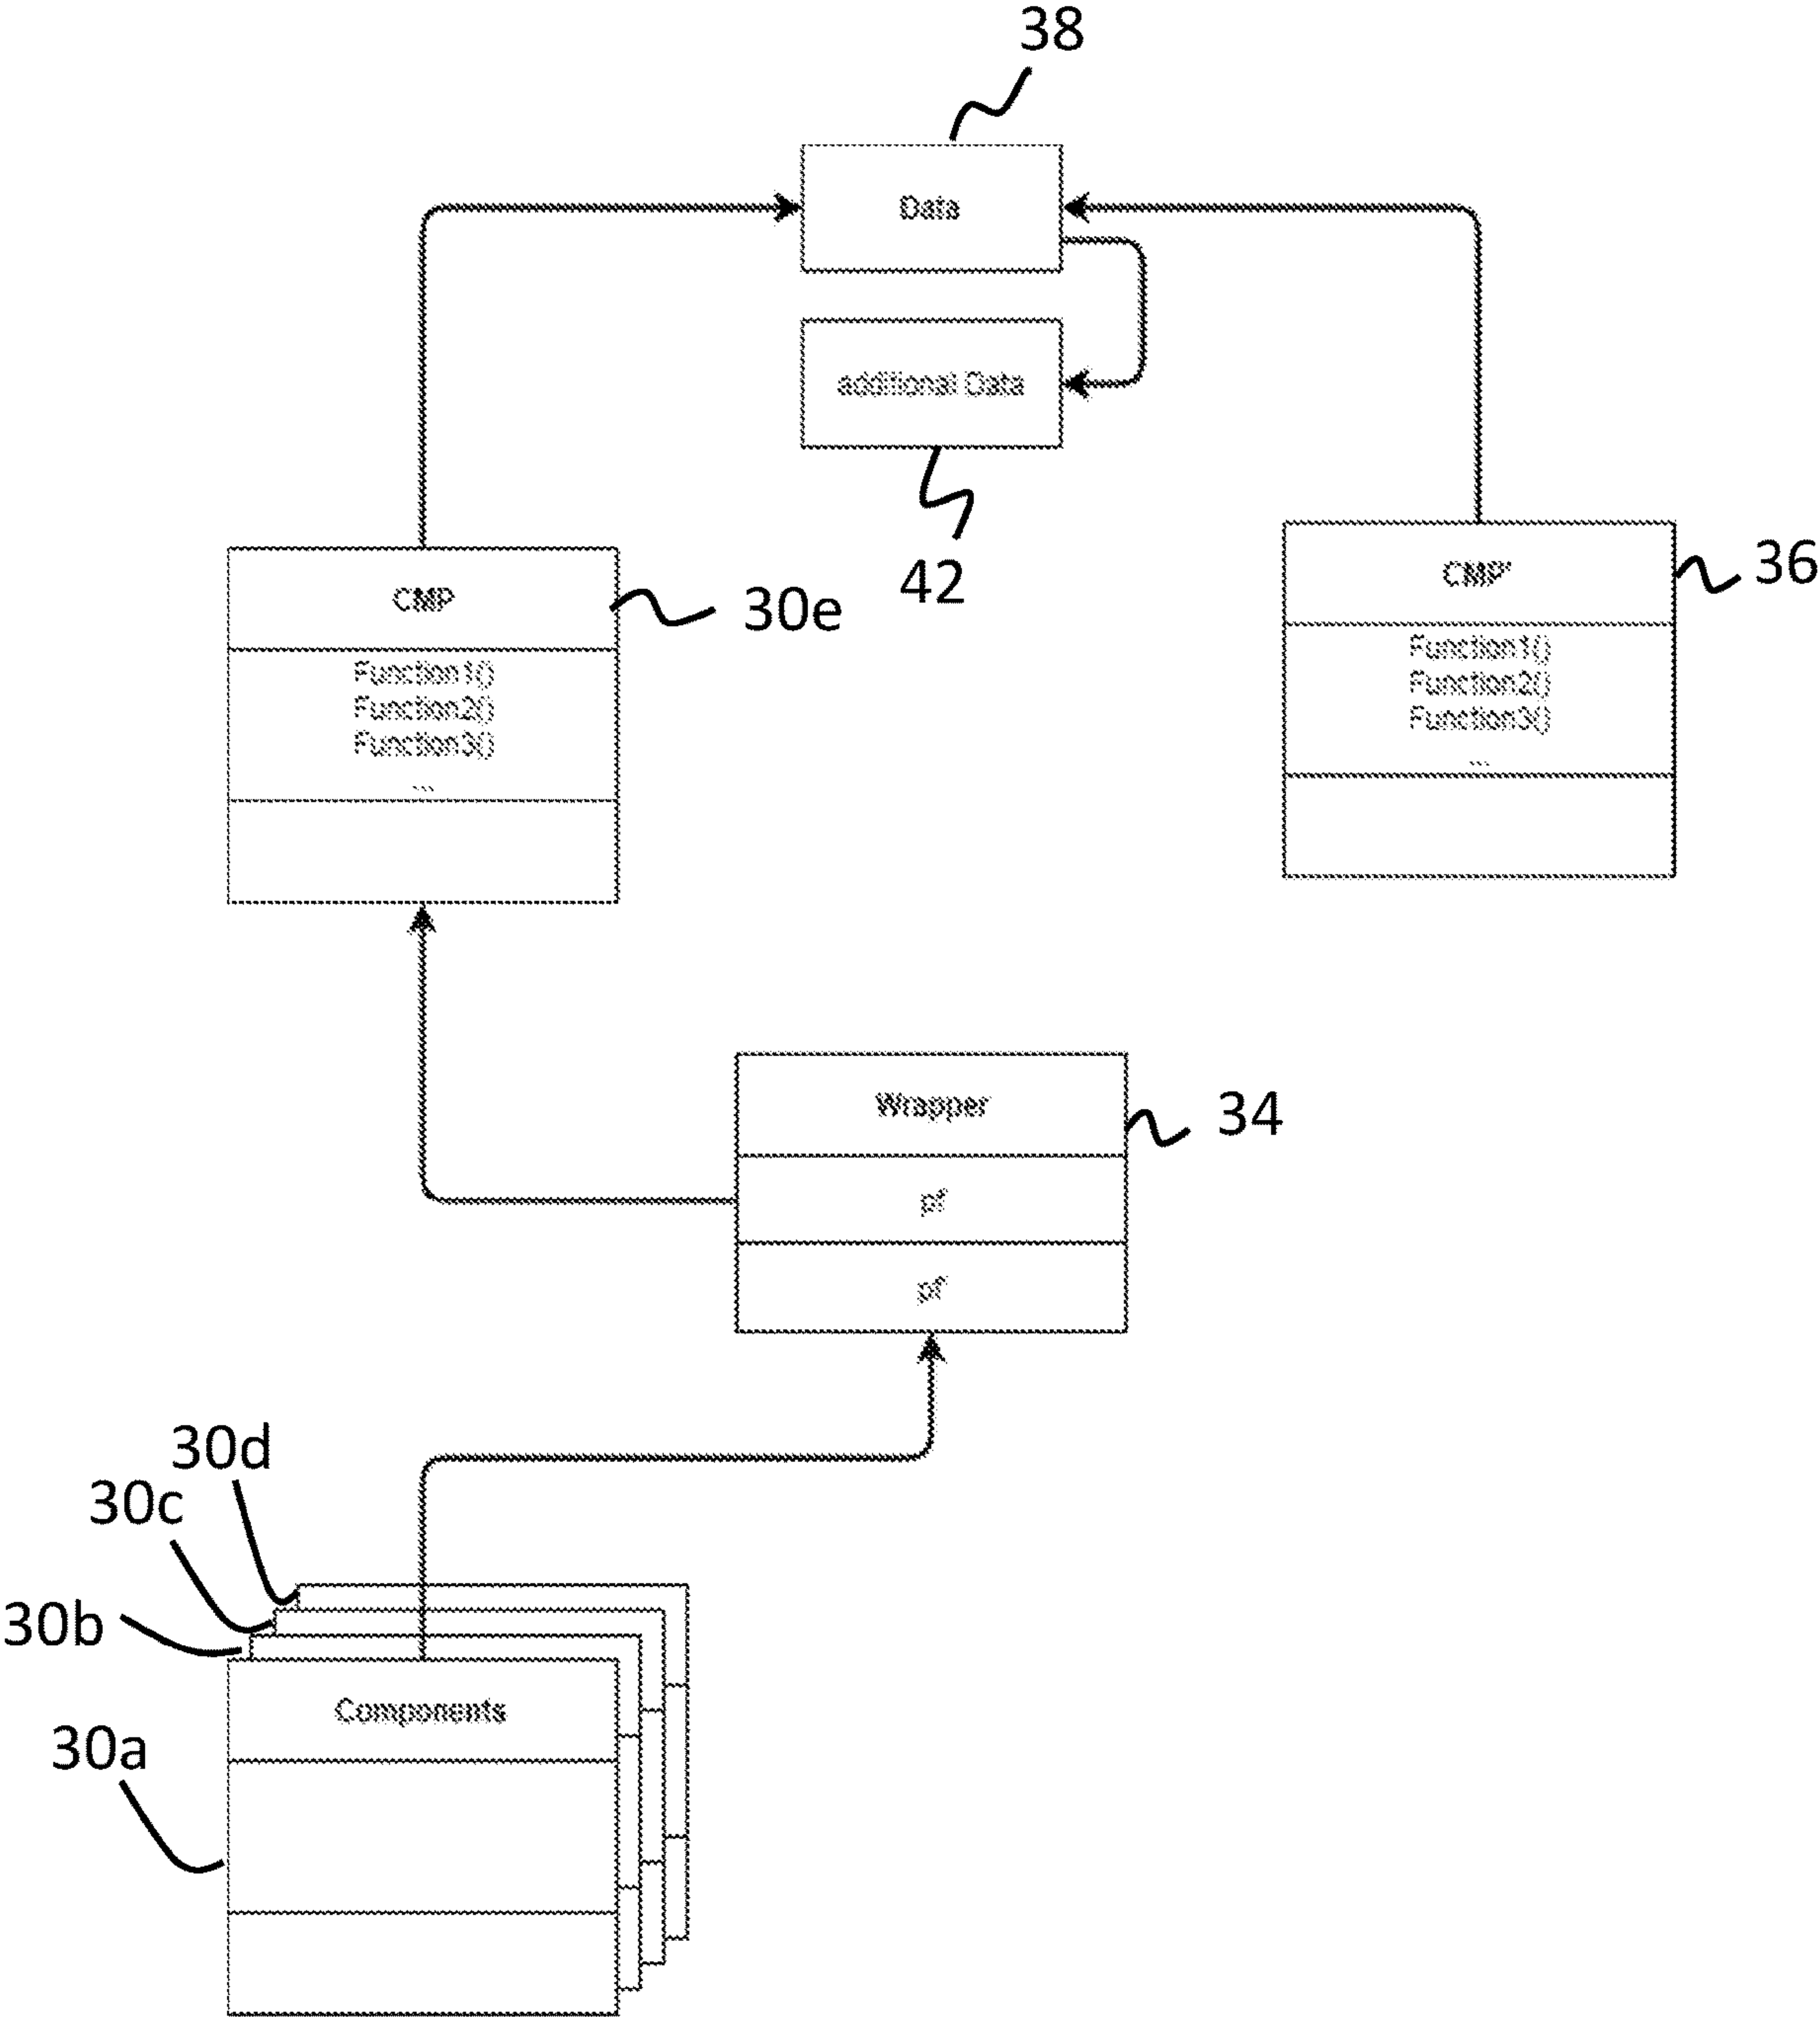 38
Data
additional Data
42
CMP
30e
Function1()
Function2()
Function3()
...
CMP'
36
Function1()
Function2()
Function3()
...
Wrapper
34
pf
pf
30d
30c
30b
Components
30a